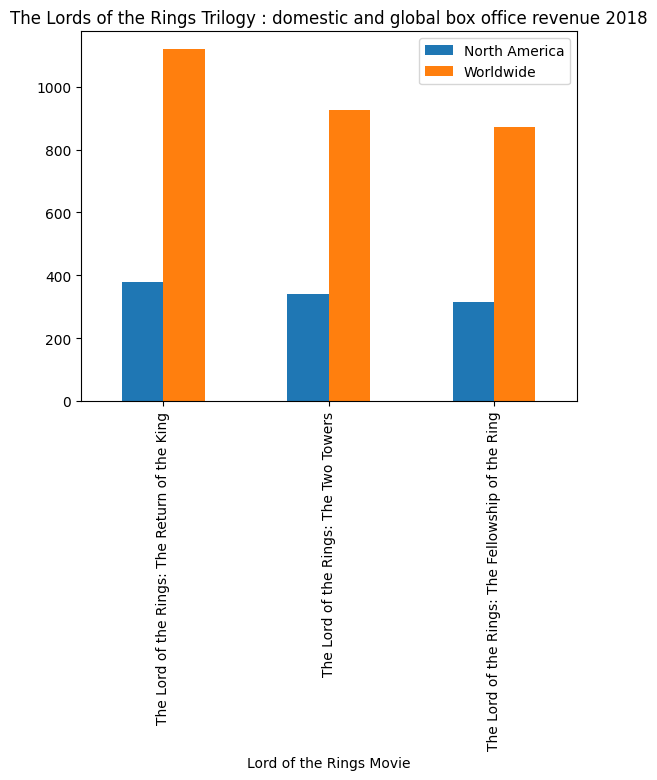 The Lords of the Rings Trilogy : domestic and global box office revenue 2018
North America
Worldwide
1000
800
600
400
200
0
The Lord of the Rings: The Return of the King
The Lord of the Rings: The Two Towers
The Lord of the Rings: The Fellowship of the Ring
Lord of the Rings Movie